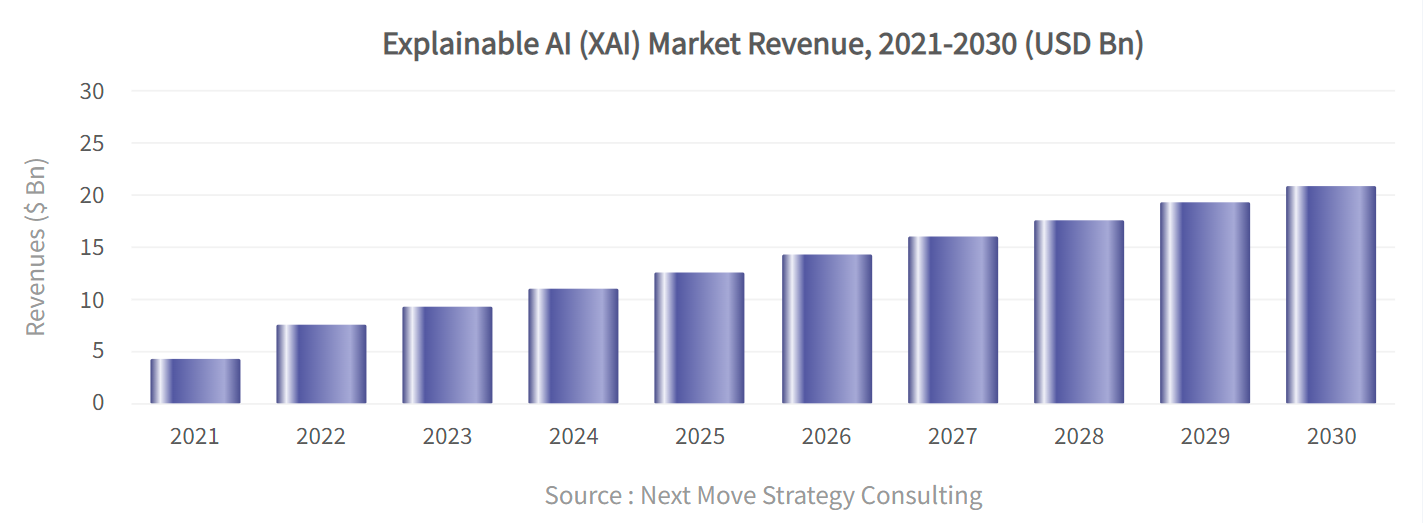 Explainable AI (XAI) Market Revenue, 2021-2030 (USD Bn)
Revenues ($ Bn)
30
25
20
15
10
5
0
2021 2022 2023 2024 2025 2026 2027 2028 2029 2030
Source : Next Move Strategy Consulting